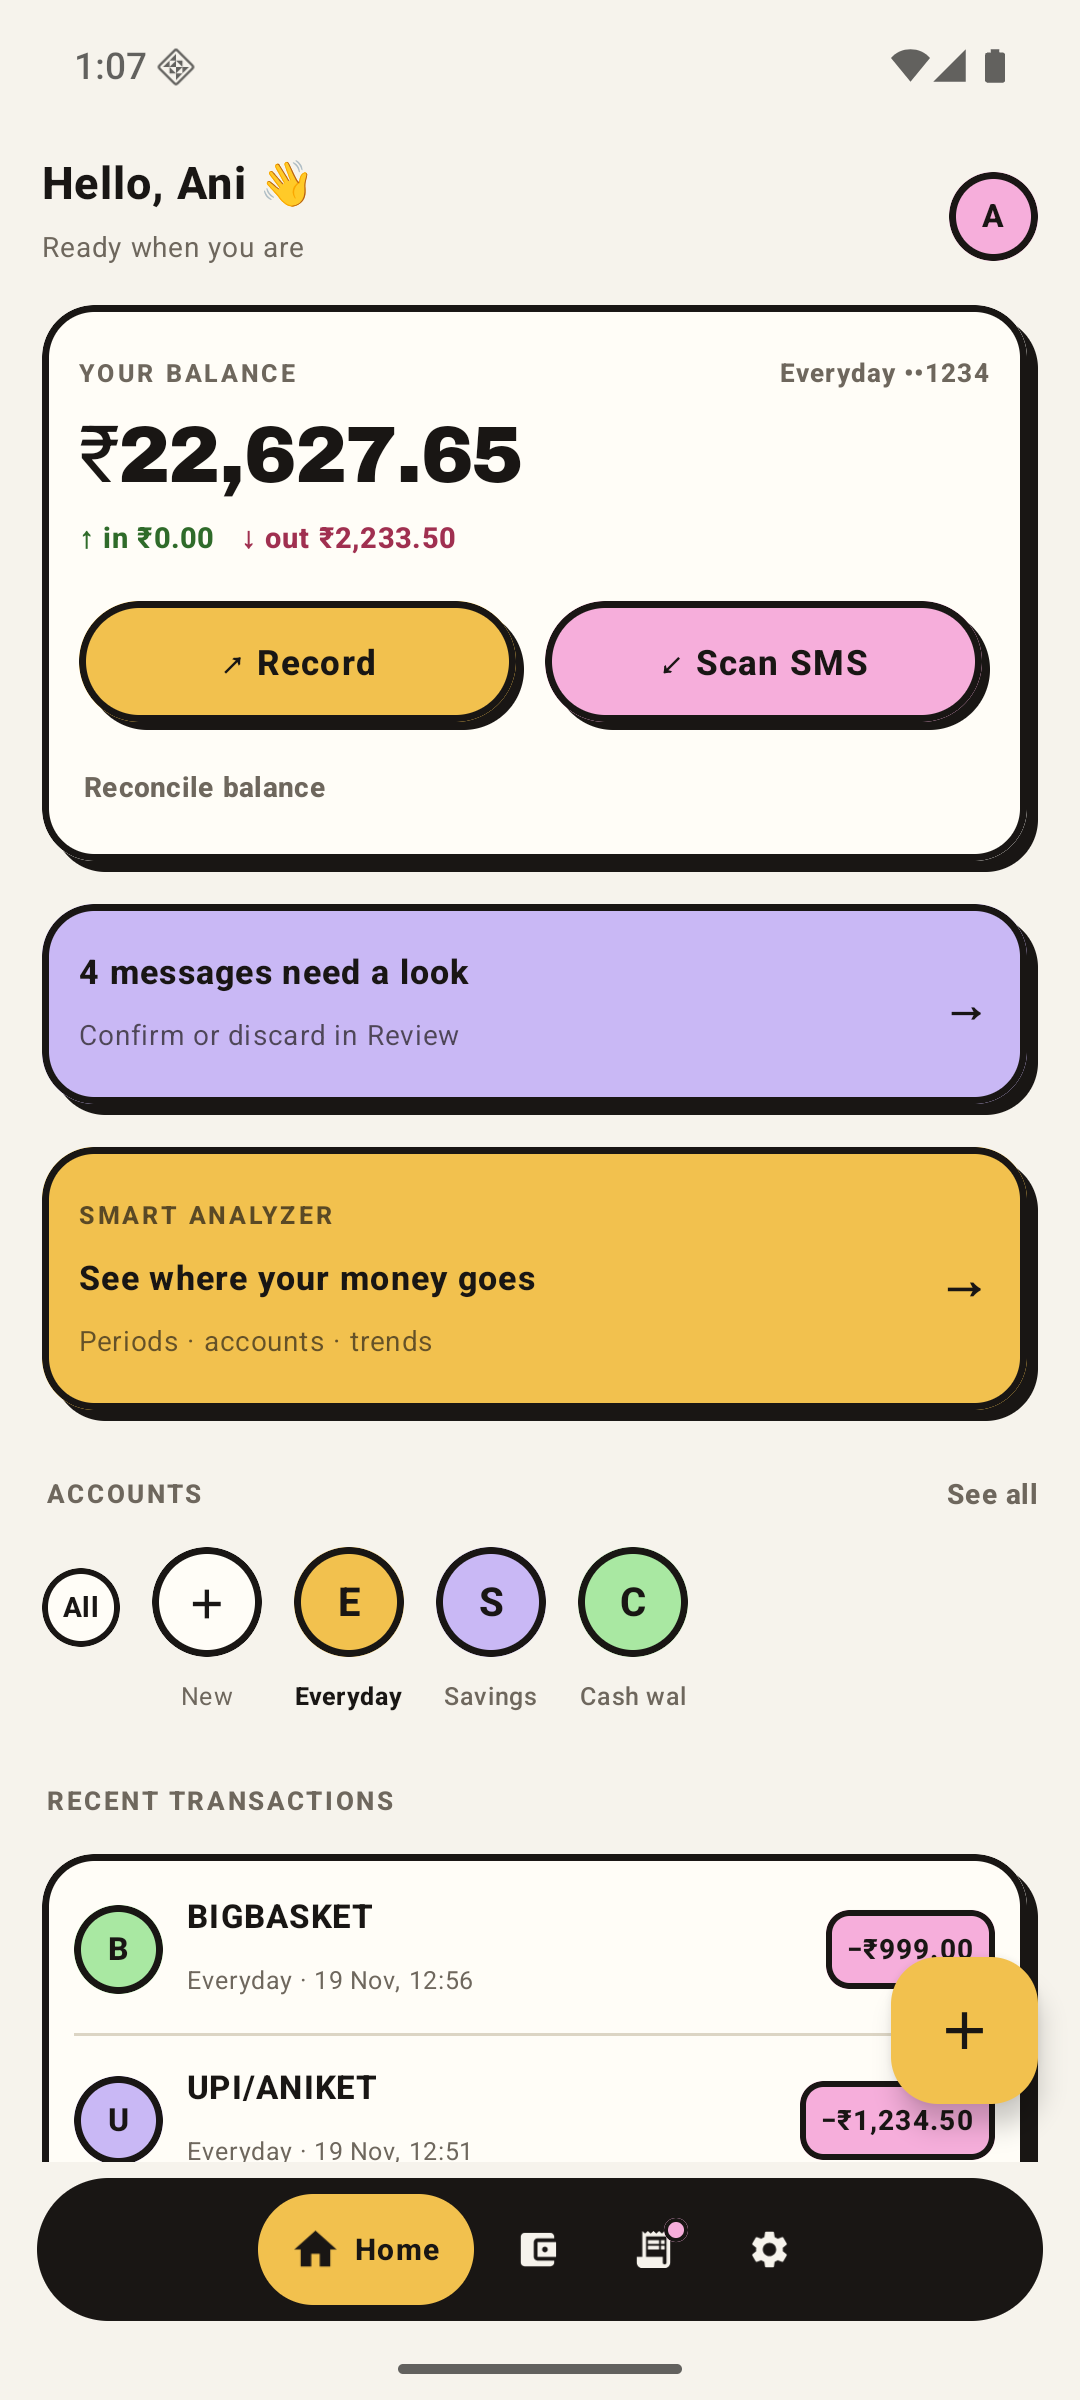 1:07
Hello, Ani 👋
Ready when you are
A
YOUR BALANCE
Everyday ••1234
₹22,627.65
↑ in ₹0.00 ↓ out ₹2,233.50
↗ Record
↙ Scan SMS
Reconcile balance
4 messages need a look
Confirm or discard in Review
→
SMART ANALYZER
See where your money goes
Periods · accounts · trends
→
ACCOUNTS
See all
All
+
E
S
C
New
Everyday
Savings
Cash wal
RECENT TRANSACTIONS
B
BIGBASKET
Everyday · 19 Nov, 12:56
−₹999.00
+
U
UPI/ANIKET
Everyday · 19 Nov, 12:51
−₹1,234.50
Home